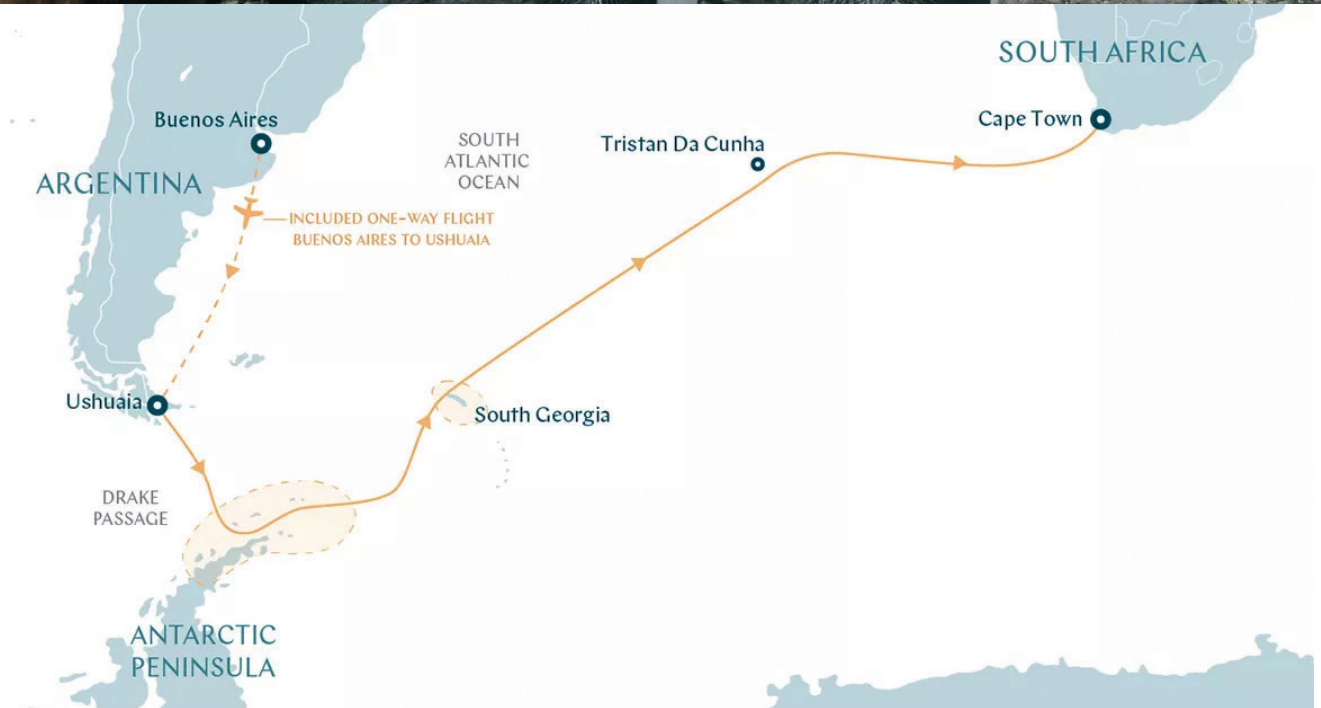 SOUTH AFRICA
Buenos Aires
Cape Town
SOUTH
ATLANTIC
OCEAN
Tristan Da Cunha
ARGENTINA
INCLUDED ONE-WAY FLIGHT
BUENOS AIRES TO USHUAIA
Ushuaia
South Georgia
DRAKE
PASSAGE
ANTARCTIC
PENINSULA